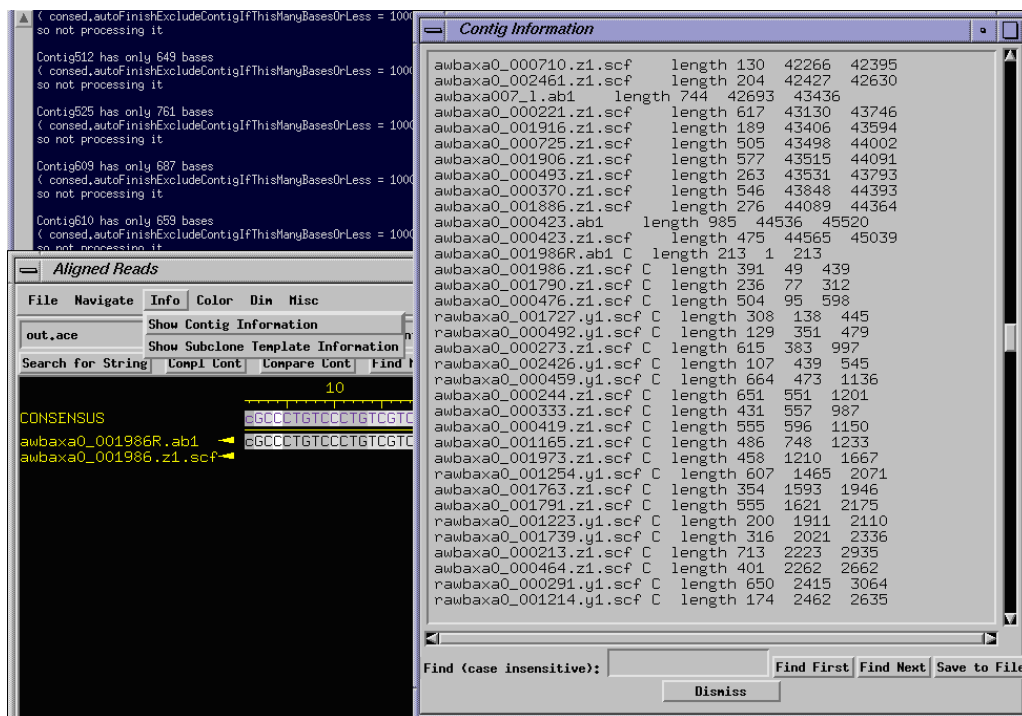 ( consed.autoFinishExcludeContigIfThisManyBasesOrLess = 1000
so not processing it
Contig512 has only 649 bases
( consed.autoFinishExcludeContigIfThisManyBasesOrLess = 1000
so not processing it
Contig525 has only 761 bases
( consed.autoFinishExcludeContigIfThisManyBasesOrLess = 1000
so not processing it
Contig609 has only 687 bases
( consed.autoFinishExcludeContigIfThisManyBasesOrLess = 1000
so not processing it
Contig610 has only 659 bases
( consed.autoFinishExcludeContigIfThisManyBasesOrLess = 1000
so not processing it
Aligned Reads
File Navigate Info Color Dim Misc
Show Contig Information
out.ace
Show Subclone Template Information
Search for String Compl Cont Compare Cont Find
10
CONSENSUS cGCCCTGTCCCTGTCGTC
awbaxa0_001986R.ab1 cGCCCTGTCCCTGTCGTC
awbaxa0_001986.z1.scf
Contig Information
awbaxa0_000710.z1.scf length 130 42266 42395
awbaxa0_002461.z1.scf length 204 42427 42630
awbaxa007_l.ab1 length 744 42693 43436
awbaxa0_000221.z1.scf length 617 43130 43746
awbaxa0_001916.z1.scf length 189 43406 43594
awbaxa0_000725.z1.scf length 505 43498 44002
awbaxa0_001906.z1.scf length 577 43515 44091
awbaxa0_000493.z1.scf length 263 43531 43793
awbaxa0_000370.z1.scf length 546 43848 44393
awbaxa0_001886.z1.scf length 276 44089 44364
awbaxa0_000423.ab1 length 985 44536 45520
awbaxa0_000423.z1.scf length 475 44565 45039
awbaxa0_001986R.ab1 C length 213 1 213
awbaxa0_001986.z1.scf C length 391 49 439
awbaxa0_001790.z1.scf C length 236 77 312
awbaxa0_000476.z1.scf C length 504 95 598
rawbaxa0_001727.y1.scf C length 308 138 445
rawbaxa0_000492.y1.scf C length 129 351 479
awbaxa0_000273.z1.scf C length 615 383 997
rawbaxa0_002426.y1.scf C length 107 439 545
rawbaxa0_000459.y1.scf C length 664 473 1136
awbaxa0_000244.z1.scf C length 651 551 1201
awbaxa0_000333.z1.scf C length 431 557 987
awbaxa0_000419.z1.scf C length 555 596 1150
awbaxa0_001165.z1.scf C length 486 748 1233
awbaxa0_001973.z1.scf C length 458 1210 1667
rawbaxa0_001254.y1.scf C length 607 1465 2071
awbaxa0_001763.z1.scf C length 354 1593 1946
awbaxa0_001791.z1.scf C length 555 1621 2175
rawbaxa0_001223.y1.scf C length 200 1911 2110
rawbaxa0_001739.y1.scf C length 316 2021 2336
awbaxa0_000213.z1.scf C length 713 2223 2935
awbaxa0_000464.z1.scf C length 401 2262 2662
rawbaxa0_000291.y1.scf C length 650 2415 3064
rawbaxa0_001214.y1.scf C length 174 2462 2635
Find (case insensitive): Find First Find Next Save to File
Dismiss